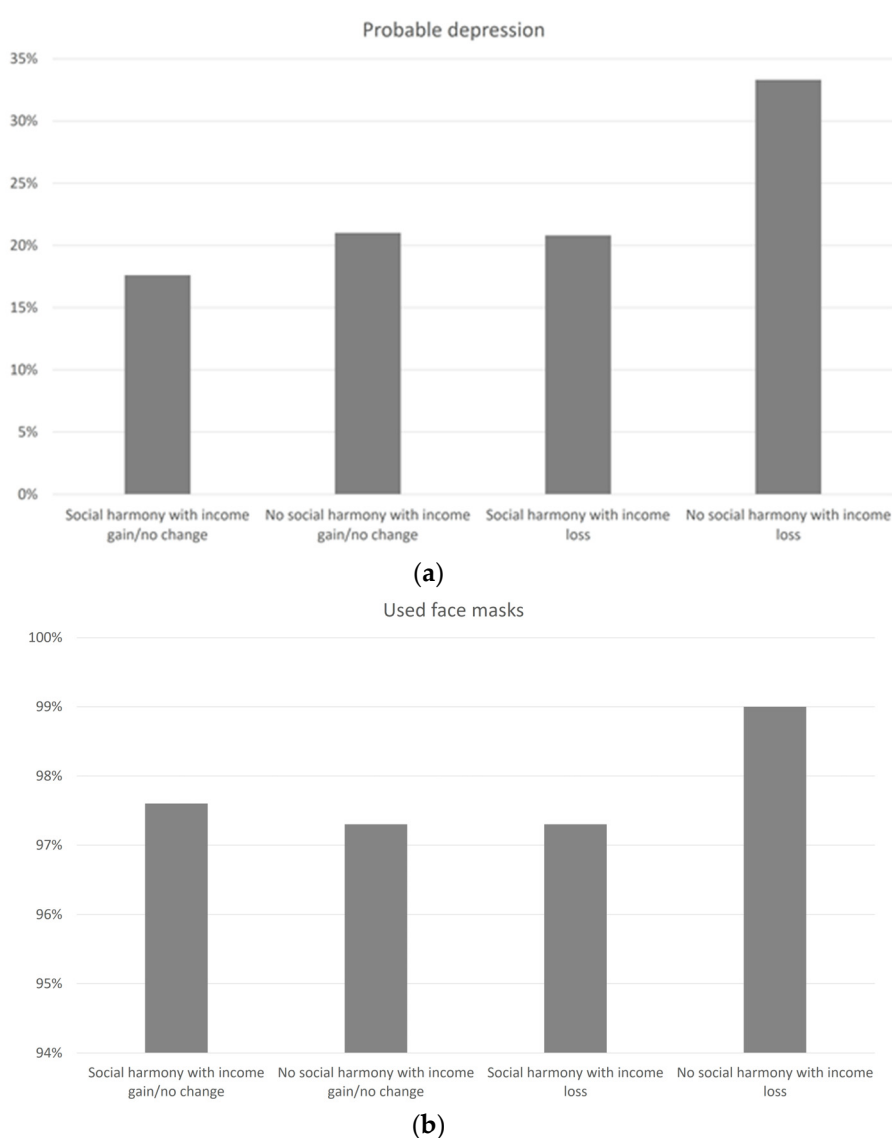 Probable depression
35%
30%
25%
20%
15%
10%
5%
0%
Social harmony with income gain/no change
No social harmony with income gain/no change
Social harmony with income loss
No social harmony with income loss
(a)
Used face masks
100%
99%
98%
97%
96%
95%
94%
Social harmony with income gain/no change
No social harmony with income gain/no change
Social harmony with income loss
No social harmony with income loss
(b)